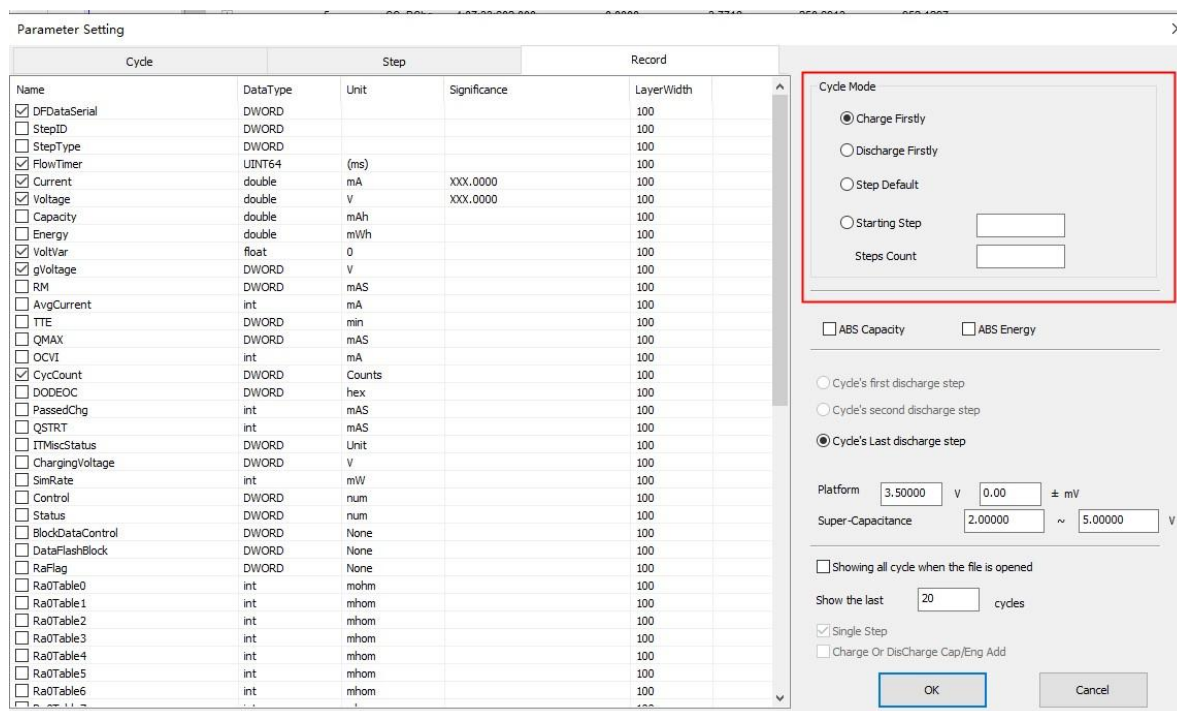 Parameter Setting
Cycle Step Record
Name DataType Unit Significance LayerWidth
DFDataSerial DWORD 100
StepID DWORD 100
StepType DWORD 100
FlowTimer UINT64 (ms) 100
Current double mA XXX.0000 100
Voltage double V XXX.0000 100
Capacity double mAh 100
Energy double mWh 100
VoltVar float 0 100
gVoltage DWORD V 100
RM DWORD mAS 100
AvgCurrent int mA 100
TTE DWORD min 100
QMAX DWORD mAS 100
OCVI int mA 100
CycCount DWORD Counts 100
DODEOC DWORD hex 100
PassedChg int mAS 100
QSTRT int mAS 100
ITMiscStatus DWORD Unit 100
ChargingVoltage DWORD V 100
SimRate int mW 100
Control DWORD num 100
Status DWORD num 100
BlockDataControl DWORD None 100
DataFlashBlock DWORD None 100
RaFlag DWORD None 100
Ra0Table0 int mohm 100
Ra0Table1 int mhom 100
Ra0Table2 int mhom 100
Ra0Table3 int mhom 100
Ra0Table4 int mhom 100
Ra0Table5 int mhom 100
Ra0Table6 int mhom 100
Cycle Mode
Charge Firstly
Discharge Firstly
Step Default
Starting Step
Steps Count
ABS Capacity ABS Energy
Cycle's first discharge step
Cycle's second discharge step
Cycle's Last discharge step
Platform 3.50000 V 0.00 ± mV
Super-Capacitance 2.00000 ~ 5.00000 V
Showing all cycle when the file is opened
Show the last 20 cycles
Single Step
Charge Or DisCharge Cap/Eng Add
OK Cancel